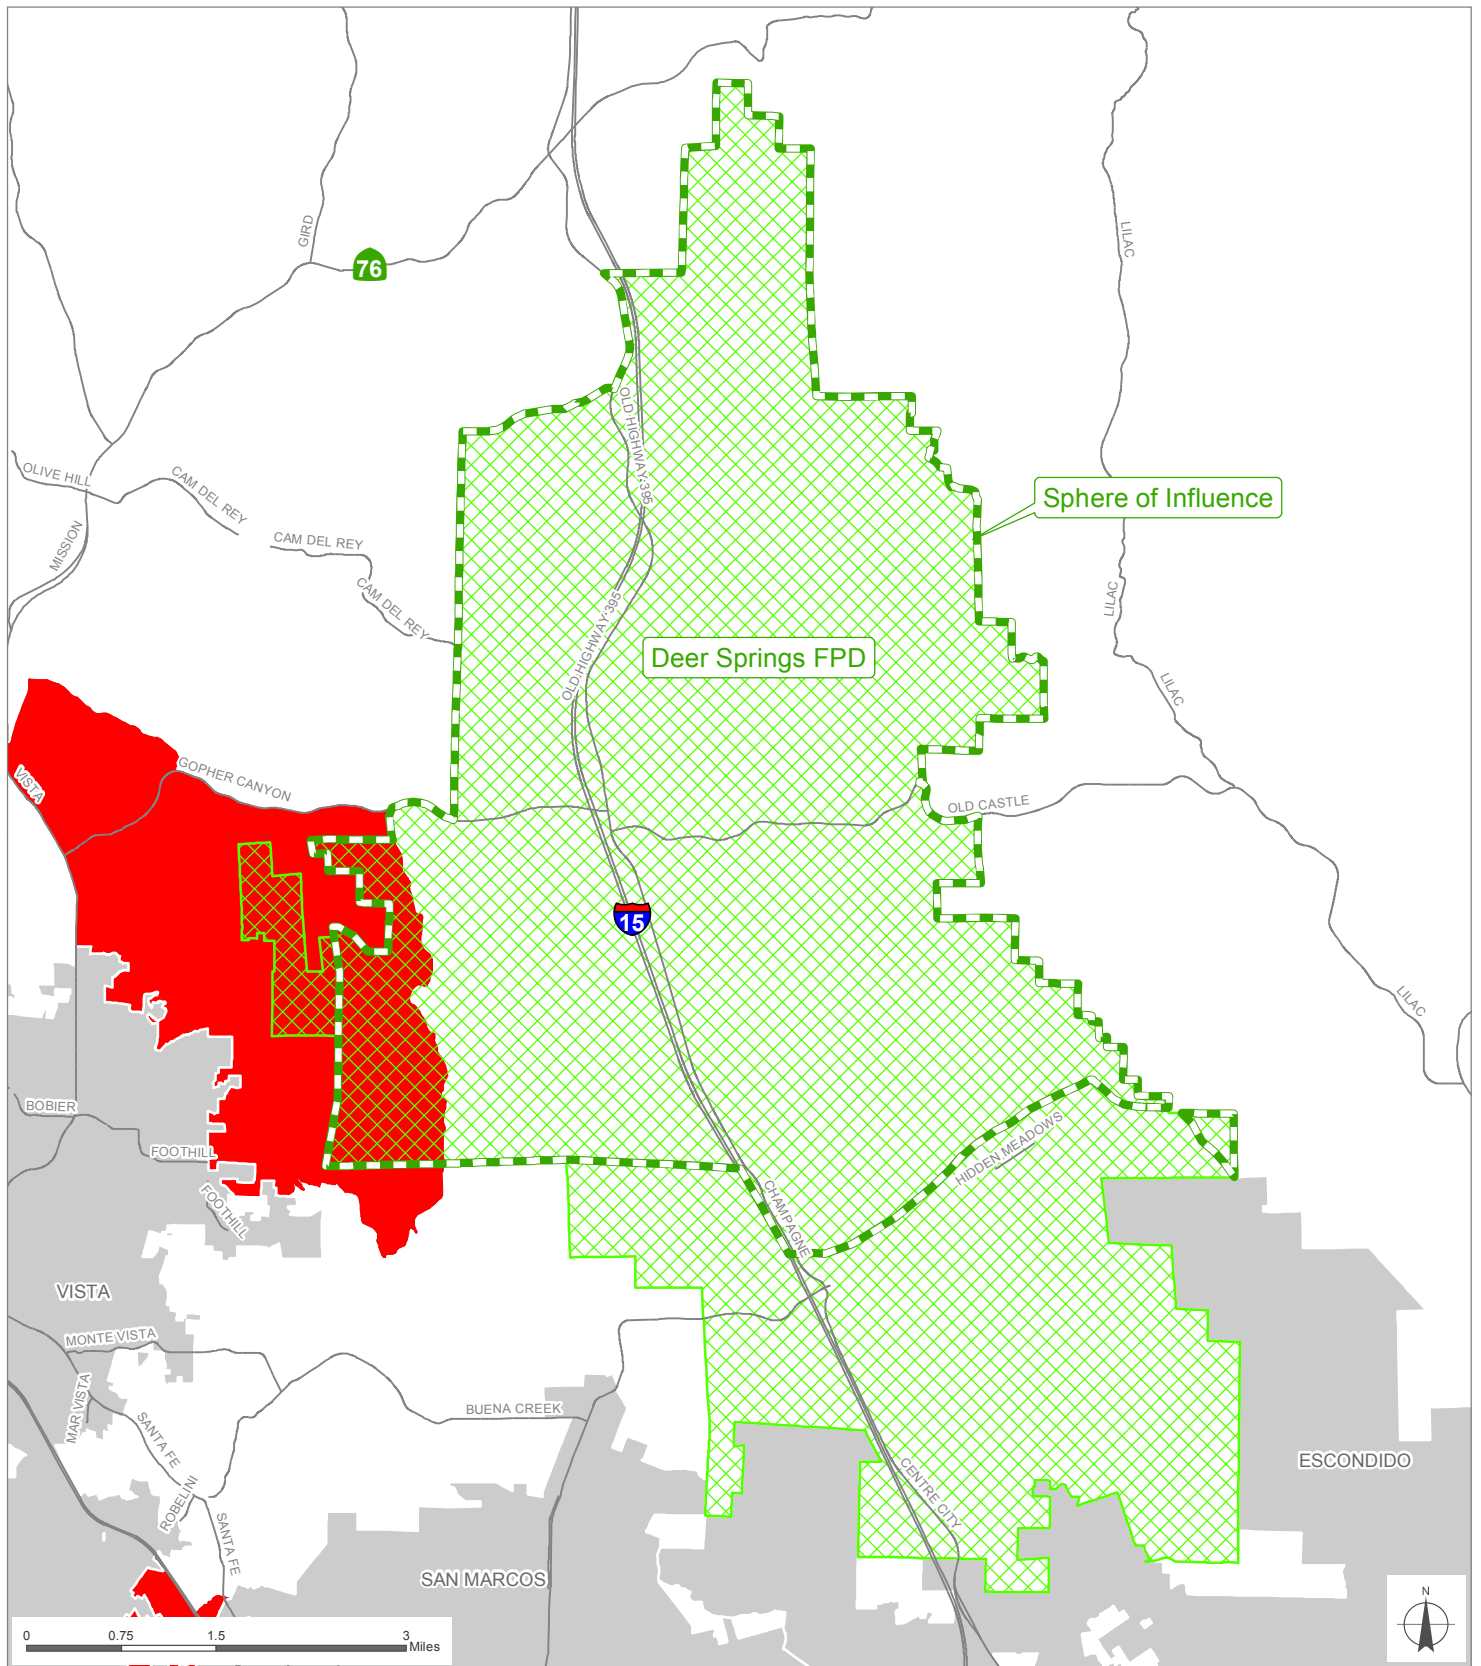 GIRD
76
LILAC
OLD HIGHWAY 395
OLIVE HILL
CAM DEL REY
Sphere of Influence
MISSION
CAM DEL REY
CAM DEL REY
LILAC
OLD HIGHWAY 395
Deer Springs FPD
LILAC
VISTA
GOPHER CANYON
OLD CASTLE
15
LILAC
BOBIER
HIDDEN MEADOWS
FOOTHILL
FOOTHILL
CHAMPAGNE
VISTA
MONTE VISTA
MAR VISTA
BUENA CREEK
SANTA FE
ESCONDIDO
ROBELINI
CENTRE CITY
SANTA FE
SAN MARCOS
N
0 0.75 1.5 3
Miles